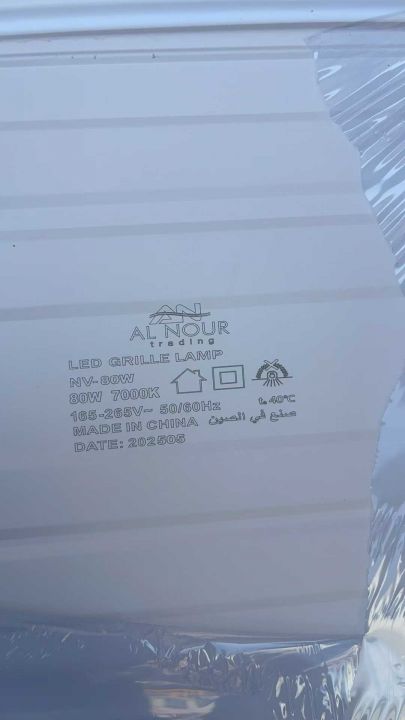 AN
AL NOUR
trading
LED GRILLE LAMP
NV-80W
80W 7000K
165-265V~ 50/60Hz
ta 40°C
MADE IN CHINA صنع في الصين
DATE: 202505